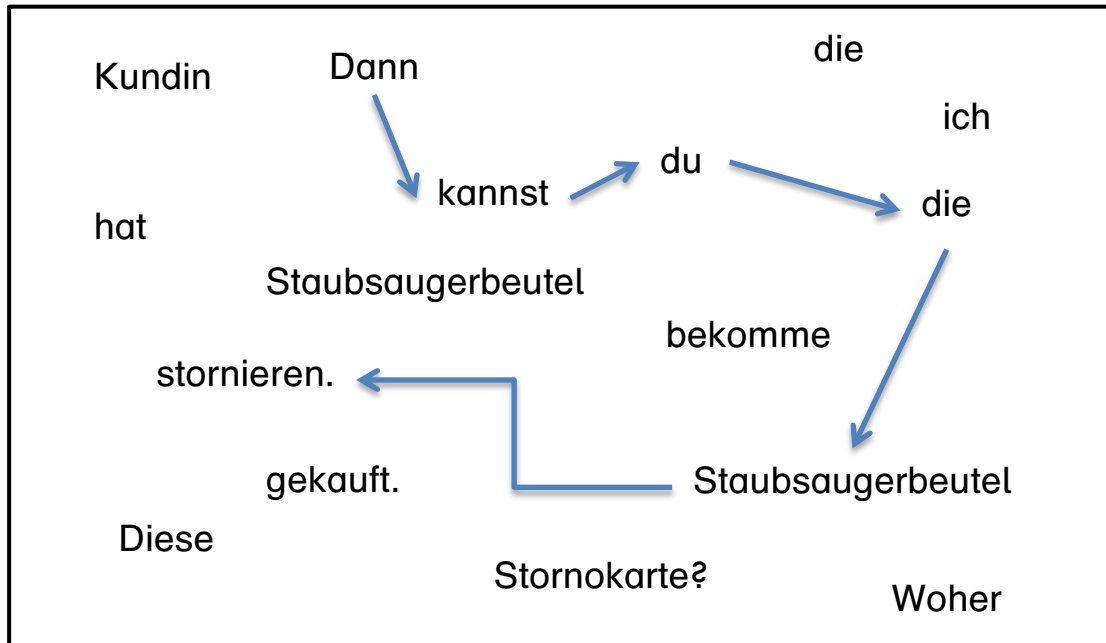 die
Kundin Dann
ich
du
kannst die
hat
Staubsaugerbeutel
bekomme
stornieren.
gekauft. Staubsaugerbeutel
Diese
Stornokarte?
Woher